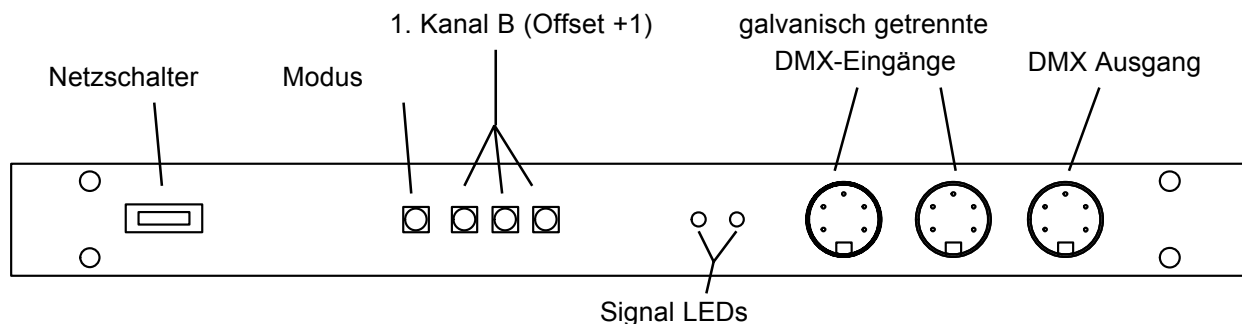 1. Kanal B (Offset +1)
galvanisch getrennte
DMX-Eingänge
DMX Ausgang
Netzschalter
Modus
Signal LEDs